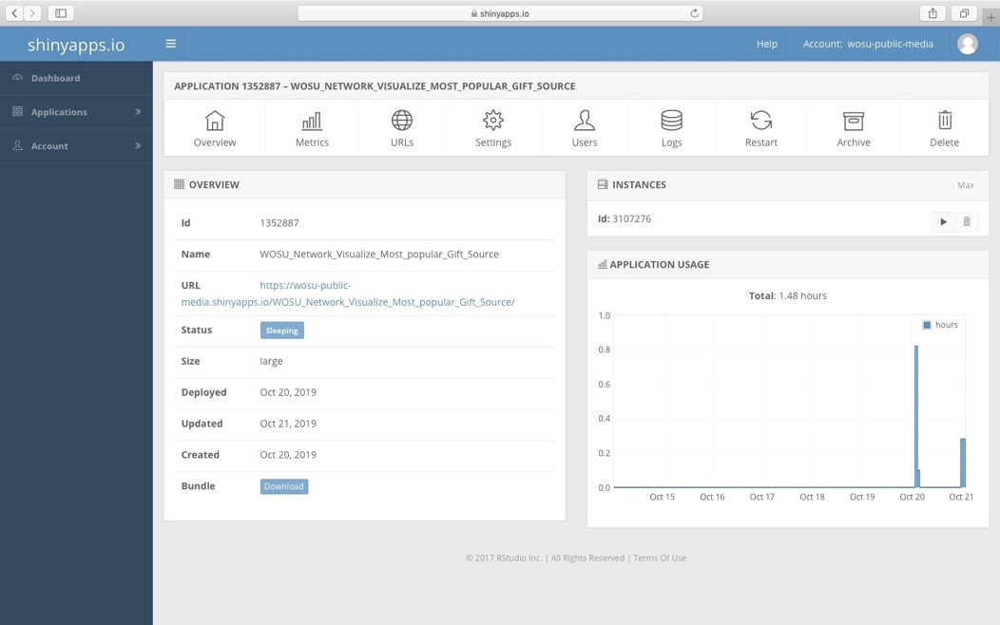 shinyapps.io
shinyapps.io
Help
Account: wosu-public-media
Dashboard
Applications
Account
APPLICATION 1352887 – WOSU_NETWORK_VISUALIZE_MOST_POPULAR_GIFT_SOURCE
Overview
Metrics
URLs
Settings
Users
Logs
Restart
Archive
Delete
OVERVIEW
Id 1352887
Name WOSU_Network_Visualize_Most_popular_Gift_Source
URL https://wosu-public-
media.shinyapps.io/WOSU_Network_Visualize_Most_popular_Gift_Source/
Status Sleeping
Size large
Deployed Oct 20, 2019
Updated Oct 21, 2019
Created Oct 20, 2019
Bundle Download
INSTANCES
Max
Id: 3107276
APPLICATION USAGE
Total: 1.48 hours
hours
1.0
0.8
0.6
0.4
0.2
0.0
Oct 15 Oct 16 Oct 17 Oct 18 Oct 19 Oct 20 Oct 21
© 2017 RStudio Inc. | All Rights Reserved | Terms Of Use